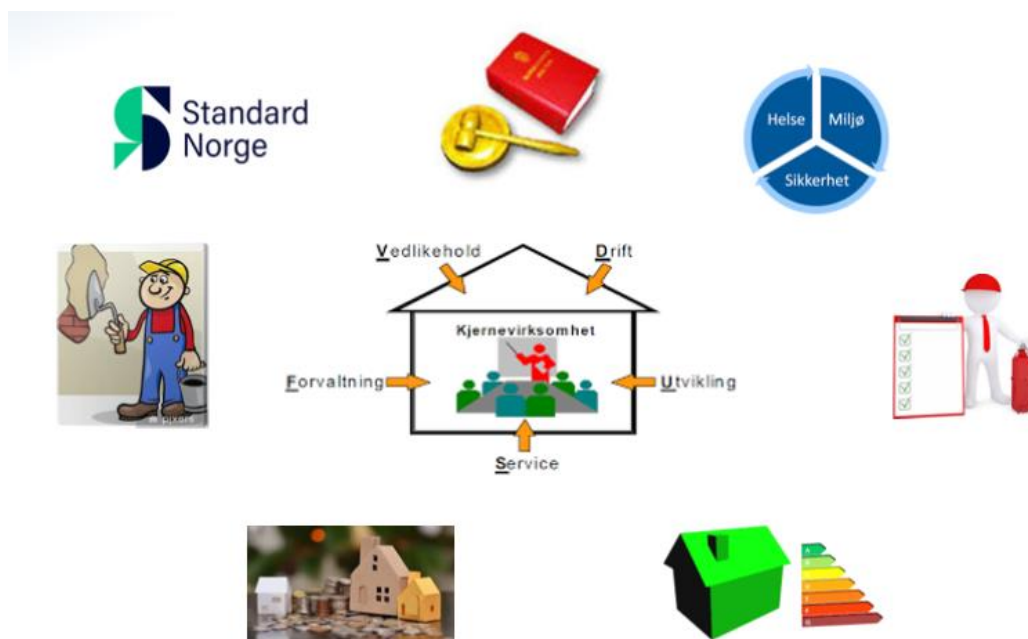 Standard
Norge
Helse
Miljø
Sikkerhet
Vedlikehold
Drift
Kjernevirksomhet
Forvaltning
Utvikling
Service